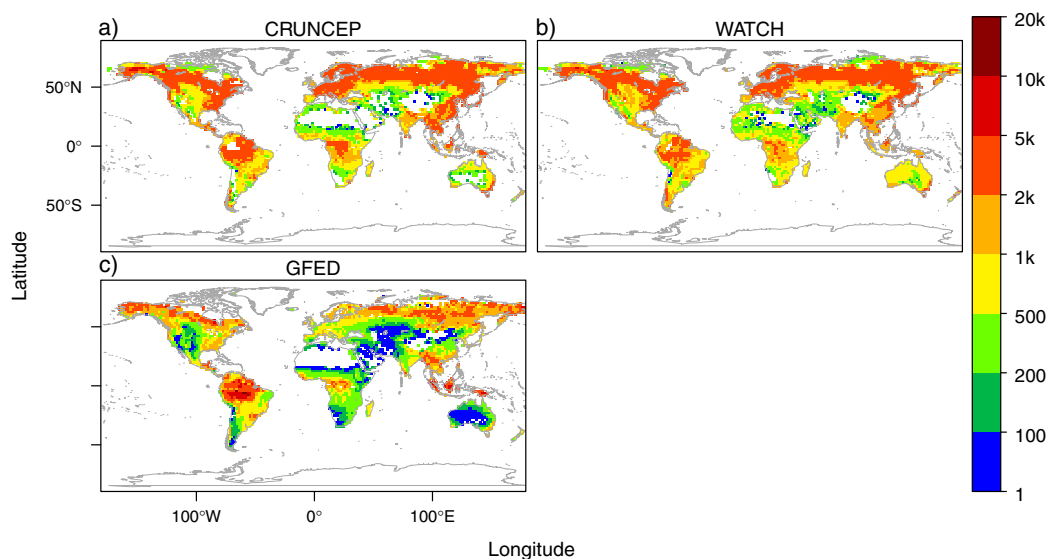 a)
CRUNCEP
b)
WATCH
20k
10k
5k
2k
1k
500
200
100
1
50°N
0°
50°S
Latitude
c)
GFED
100°W
0°
100°E
Longitude